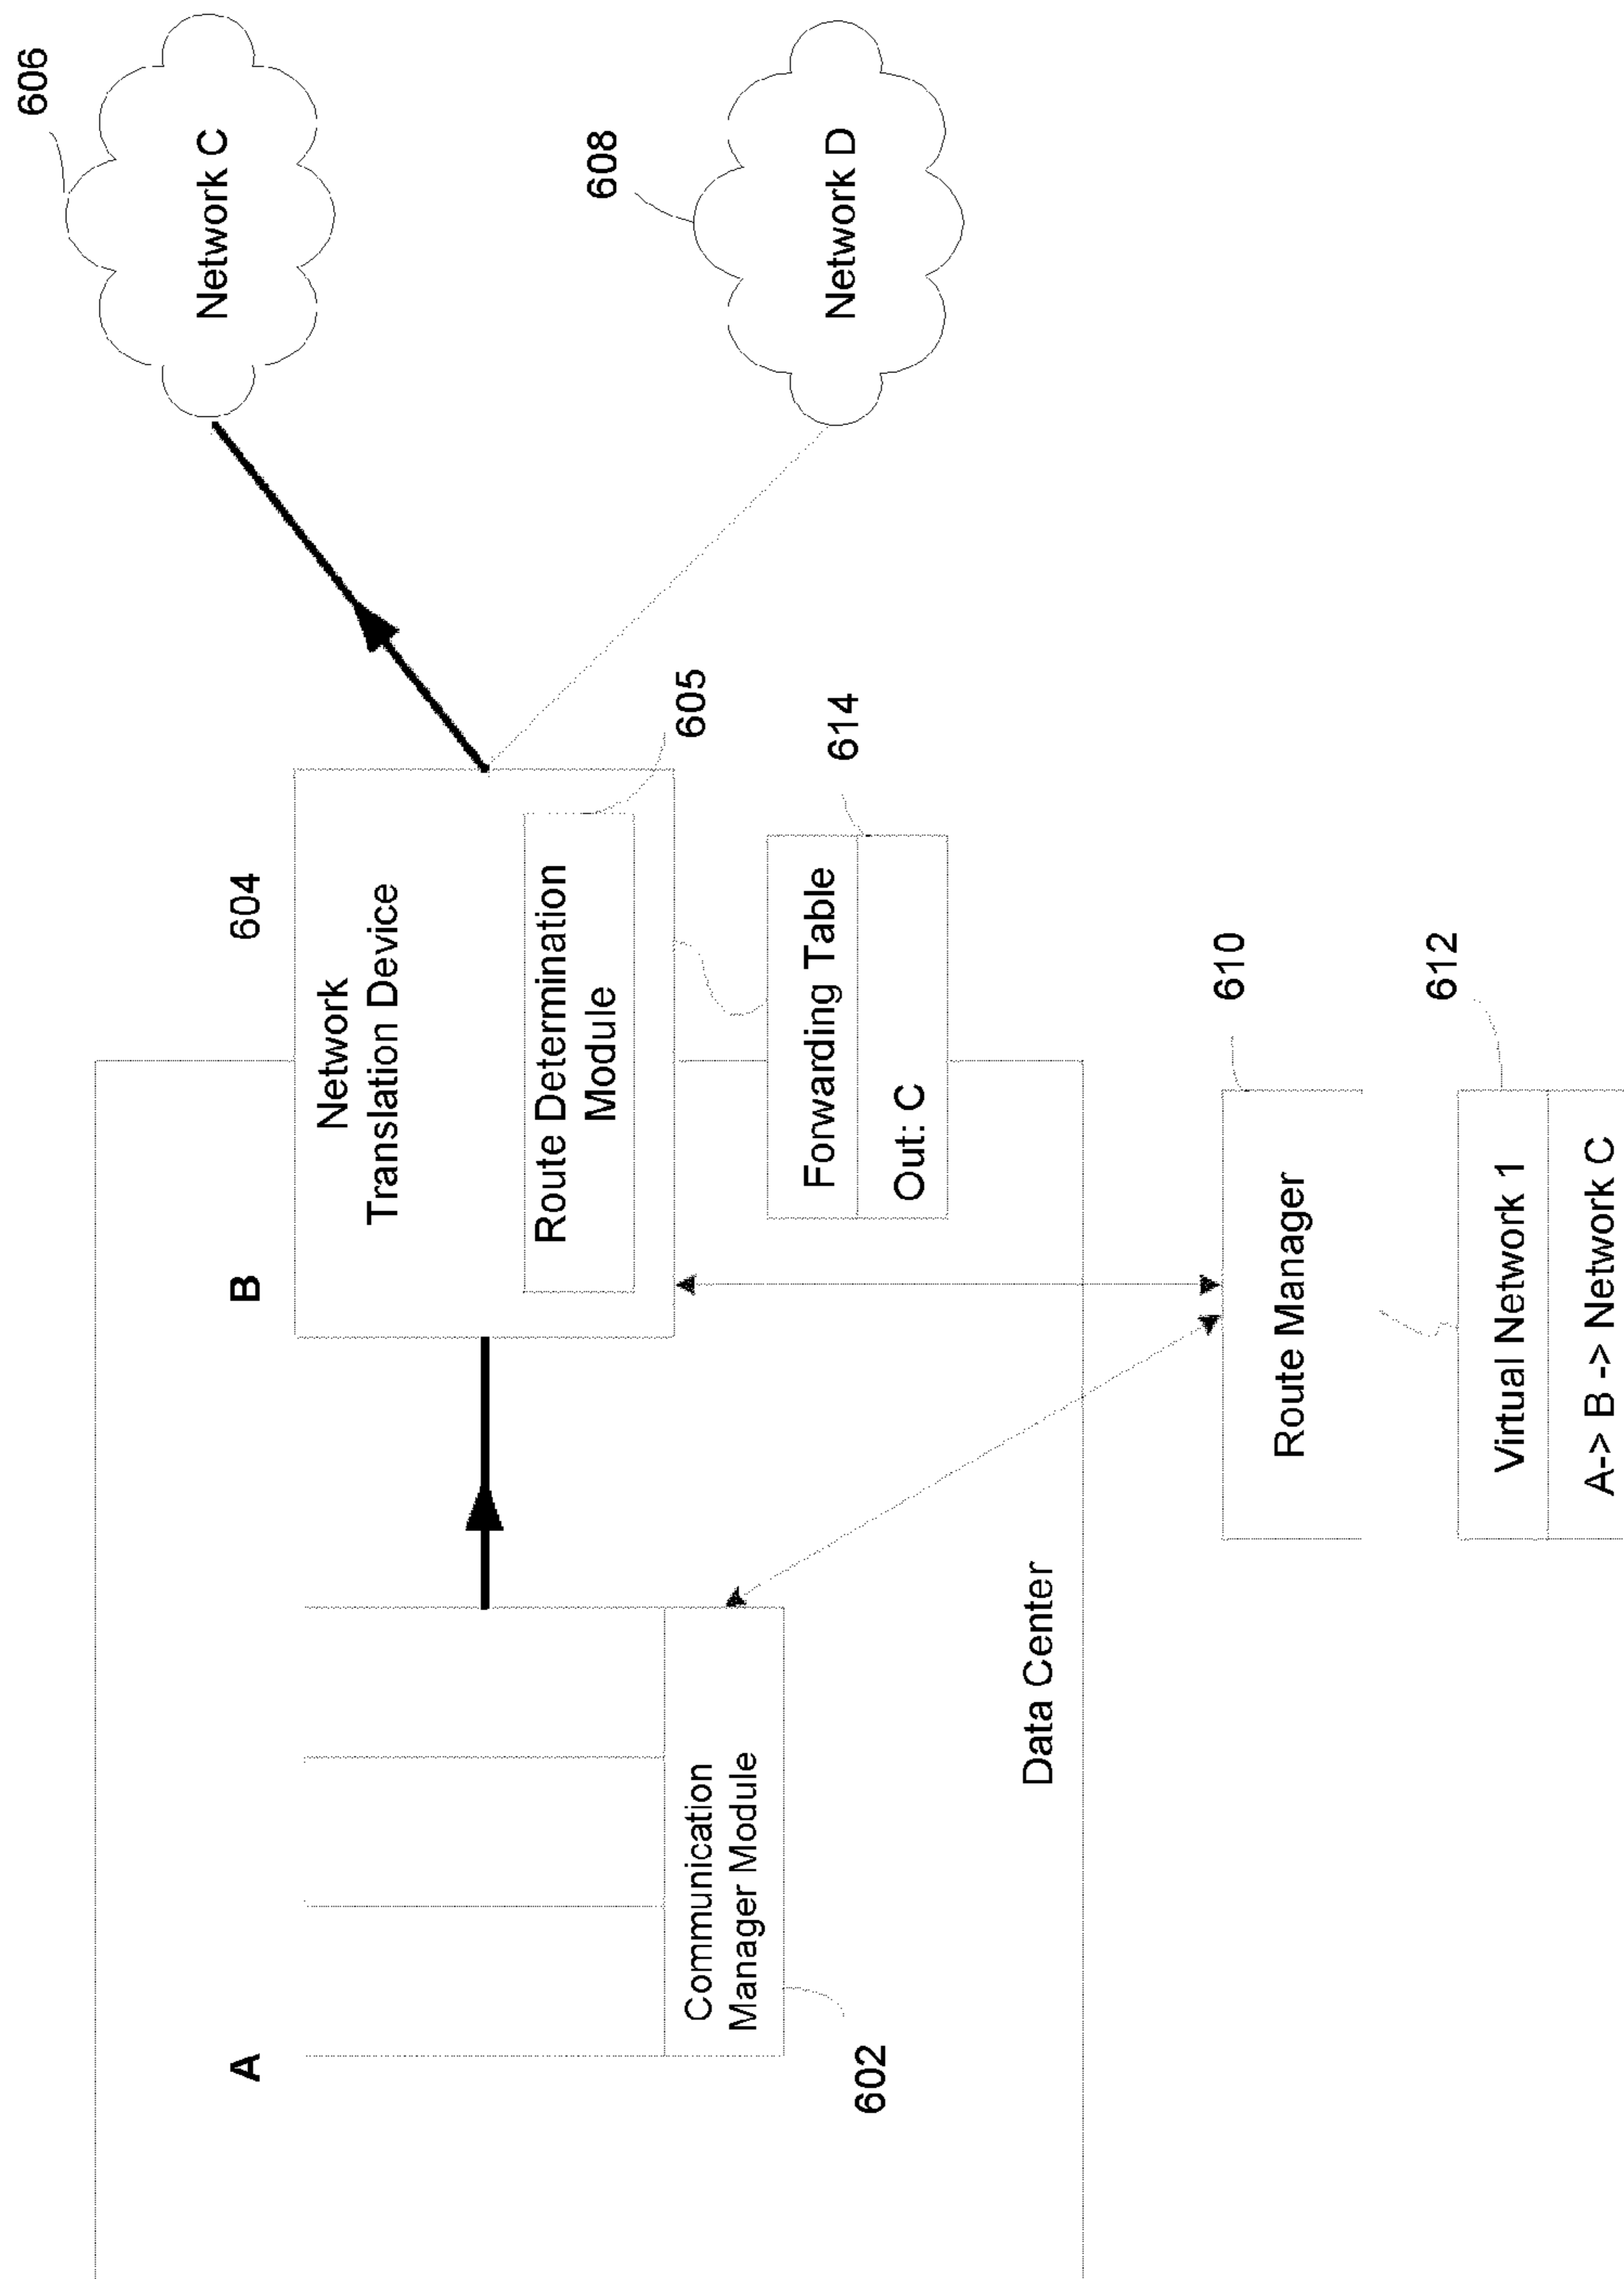 606
Network C
608
Network D
604
B
Network
Translation Device
Route Determination
Module
605
Forwarding Table
614
Out: C
A
Communication
Manager Module
602
Data Center
610
Route Manager
612
Virtual Network 1
A-> B -> Network C